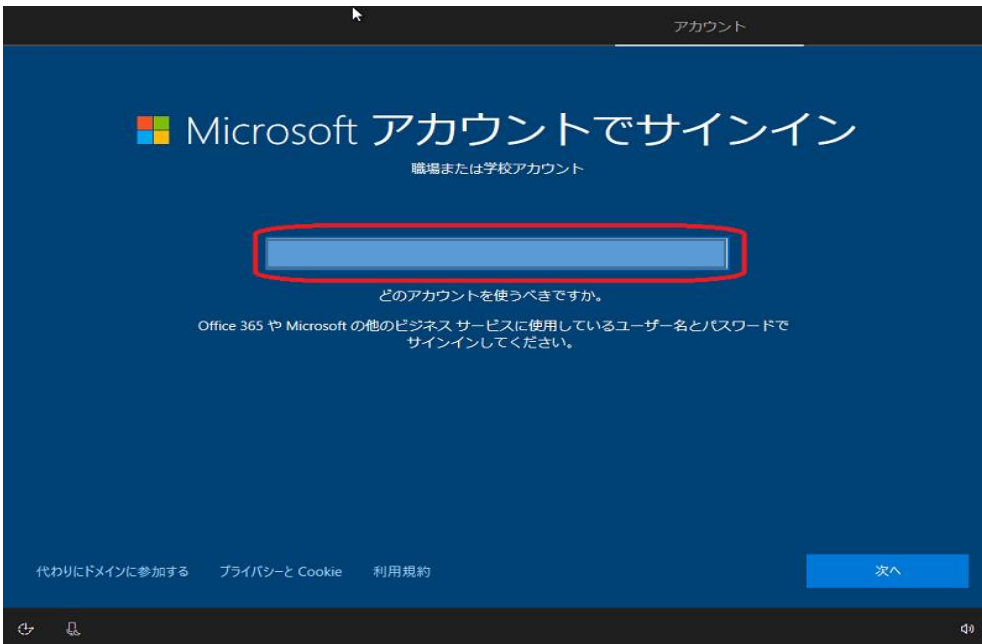 アカウント
Microsoft アカウントでサインイン
職場または学校アカウント
どのアカウントを使うべきですか。
Office 365 や Microsoft の他のビジネス サービスに使用しているユーザー名とパスワードで
サインインしてください。
代わりにドメインに参加する プライバシーと Cookie 利用規約 次へ